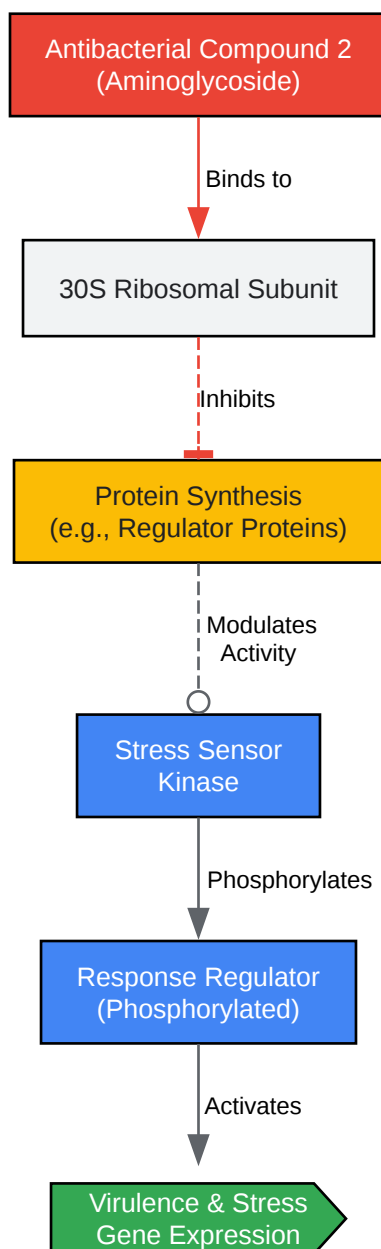 Antibacterial Compound 2
(Aminoglycoside)
Binds to
30S Ribosomal Subunit
Inhibits
Protein Synthesis
(e.g., Regulator Proteins)
Modulates
Activity
Stress Sensor
Kinase
Phosphorylates
Response Regulator
(Phosphorylated)
Activates
Virulence & Stress
Gene Expression